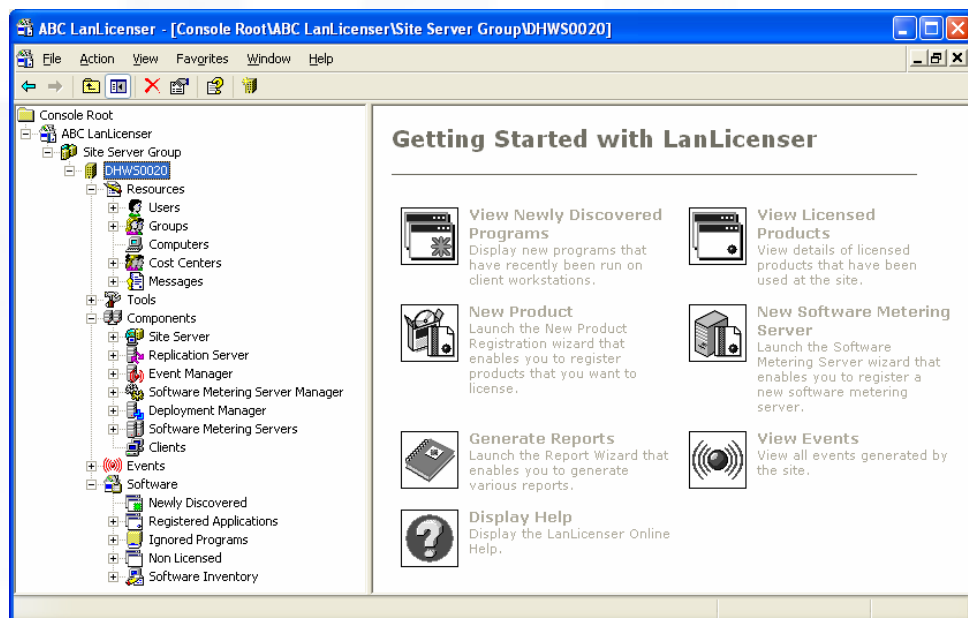 ABC LanLicenser - [Console Root\ABC LanLicenser\Site Server Group\DHWS0020]
File Action View Favorites Window Help
Console Root
ABC LanLicenser
Site Server Group
DHWS0020
Resources
Users
Groups
Computers
Cost Centers
Messages
Tools
Components
Site Server
Replication Server
Event Manager
Software Metering Server Manager
Deployment Manager
Software Metering Servers
Clients
Events
Software
Newly Discovered
Registered Applications
Ignored Programs
Non Licensed
Software Inventory
Getting Started with LanLicenser
View Newly Discovered
Programs
Display new programs that
have recently been run on
client workstations.
View Licensed
Products
View details of licensed
products that have been
used at the site.
New Product
Launch the New Product
Registration wizard that
enables you to register
products that you want to
license.
New Software Metering
Server
Launch the Software
Metering Server wizard that
enables you to register a
new software metering
server.
Generate Reports
Launch the Report Wizard that
enables you to generate
various reports.
View Events
View all events generated by
the site.
Display Help
Display the LanLicenser Online
Help.